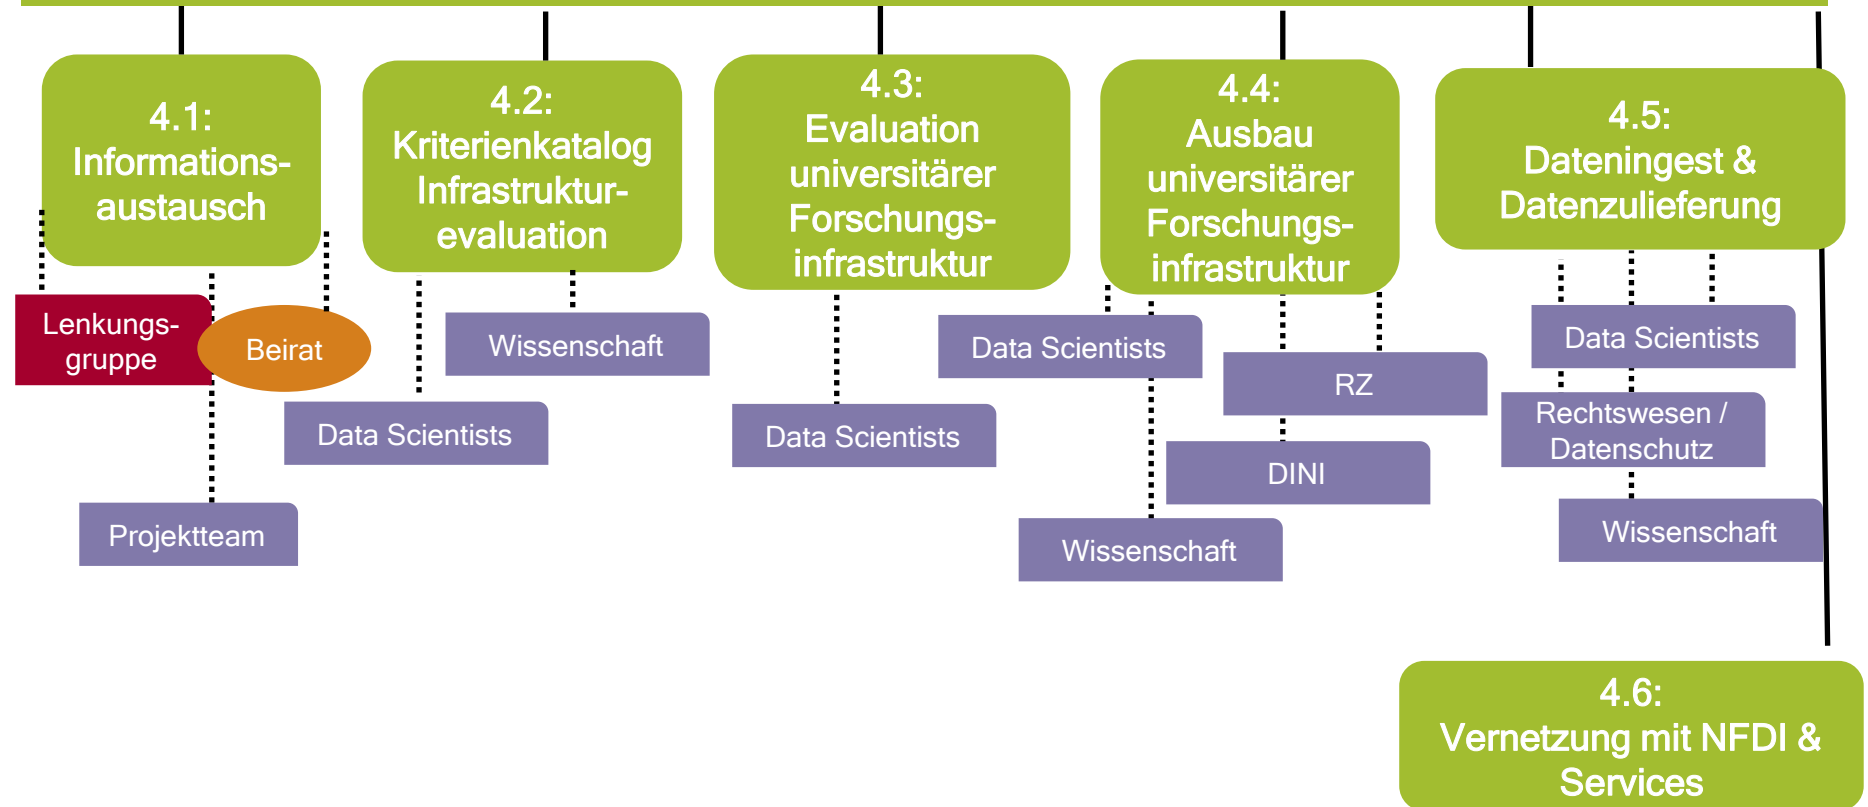 4.1:
Informations-
austausch
Lenkungs-
gruppe
Beirat
Projektteam
4.2:
Kriterienkatalog
Infrastruktur-
evaluation
Wissenschaft
Data Scientists
4.3:
Evaluation
universitärer
Forschungs-
infrastruktur
Data Scientists
4.4:
Ausbau
universitärer
Forschungs-
infrastruktur
Data Scientists
RZ
DINI
Wissenschaft
4.5:
Dateningest &
Datenzulieferung
Data Scientists
Rechtswesen /
Datenschutz
Wissenschaft
4.6:
Vernetzung mit NFDI &
Services